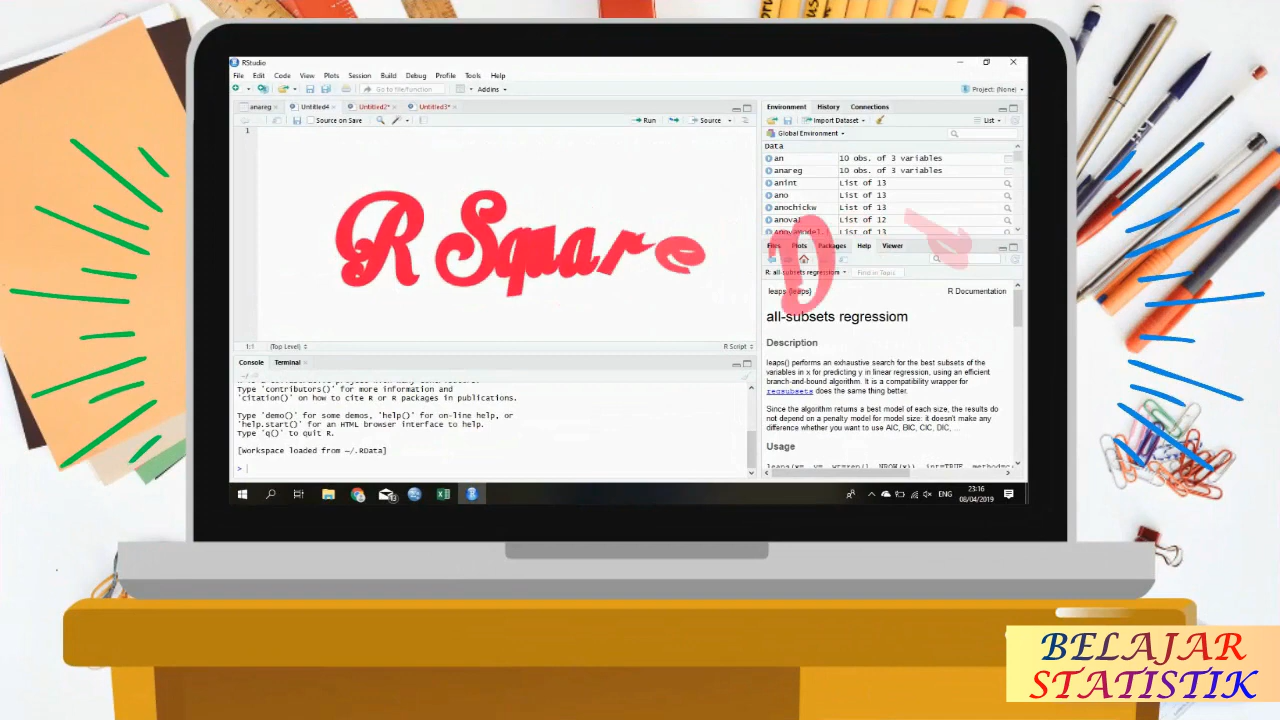 RStudio
File Edit Code View Plots Session Build Debug Profile Tools Help
Go to file/function Addins Project: (None)
anareg Untitled4 Untitled2* Untitled3*
Source on Save Run Source
1
R Square
D
1:1 (Top Level) R Script
Console Terminal
~/
Type 'contributors()' for more information and
'citation()' on how to cite R or R packages in publications.
Type 'demo()' for some demos, 'help()' for on-line help, or
'help.start()' for an HTML browser interface to help.
Type 'q()' to quit R.
[Workspace loaded from ~/.RData]
>
Environment History Connections
Import Dataset List
Global Environment
Data
an 10 obs. of 3 variables
anareg 10 obs. of 3 variables
anint List of 13
ano List of 13
anochickw List of 13
anoval List of 12
Files Plots Packages Help Viewer
R: all-subsets regressiom Find in Topic
leaps {leaps} R Documentation
all-subsets regressiom
Description
leaps() performs an exhaustive search for the best subsets of the
variables in x for predicting y in linear regression, using an efficient
branch-and-bound algorithm. It is a compatibility wrapper for
regsubsets does the same thing better.
Since the algorithm returns a best model of each size, the results do
not depend on a penalty model for model size: it doesn't make any
difference whether you want to use AIC, BIC, CIC, DIC, ...
Usage
ENG
23:16
08/04/2019
BELAJAR
STATISTIK